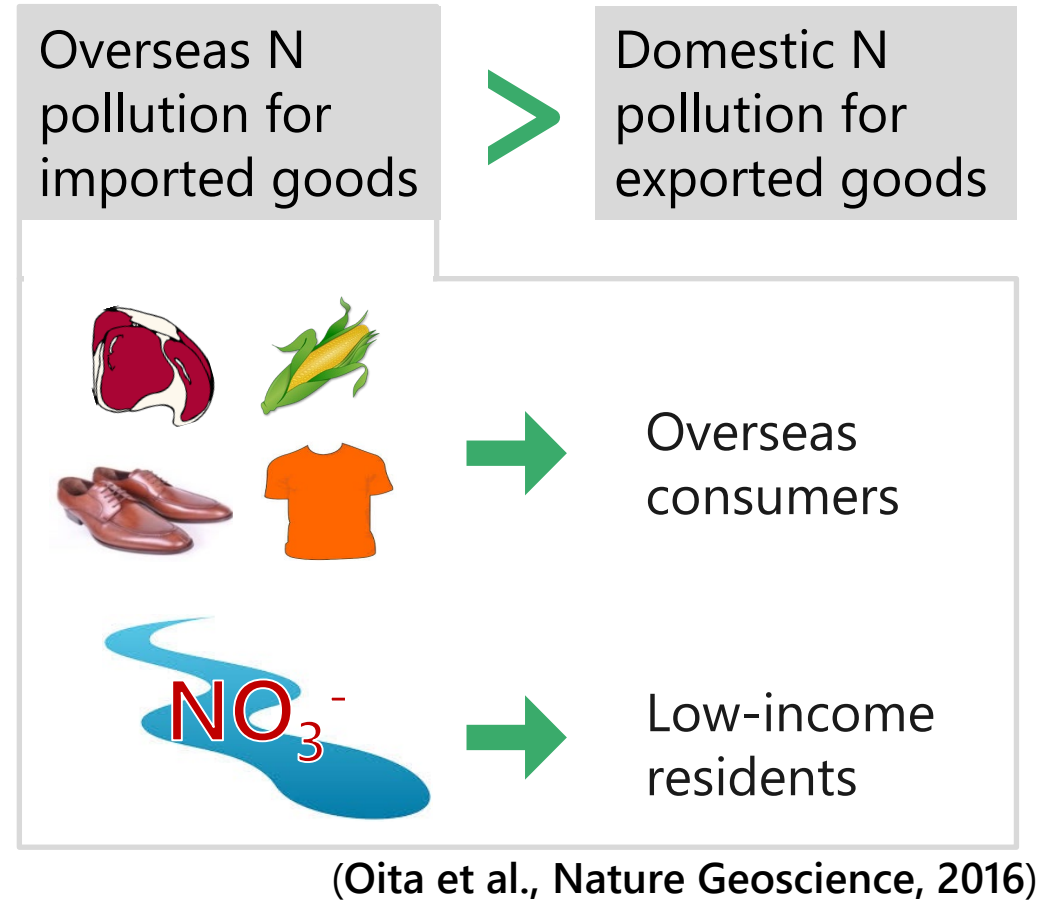 Overseas N
pollution for
imported goods
>
Domestic N
pollution for
exported goods
Overseas
consumers
NO₃⁻
Low-income
residents
(Oita et al., Nature Geoscience, 2016)